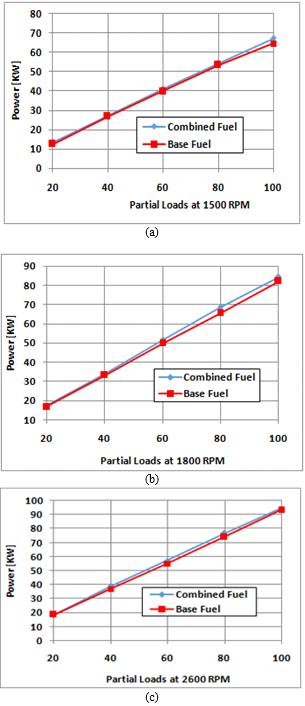 Power [KW]
80
70
60
50
40
30
20
10
0
Combined Fuel
Base Fuel
20 40 60 80 100
Partial Loads at 1500 RPM
(a)
Power [KW]
90
80
70
60
50
40
30
20
10
Combined Fuel
Base Fuel
20 40 60 80 100
Partial Loads at 1800 RPM
(b)
Power [KW]
100
90
80
70
60
50
40
30
20
10
0
Combined Fuel
Base Fuel
20 40 60 80 100
Partial Loads at 2600 RPM
(c)